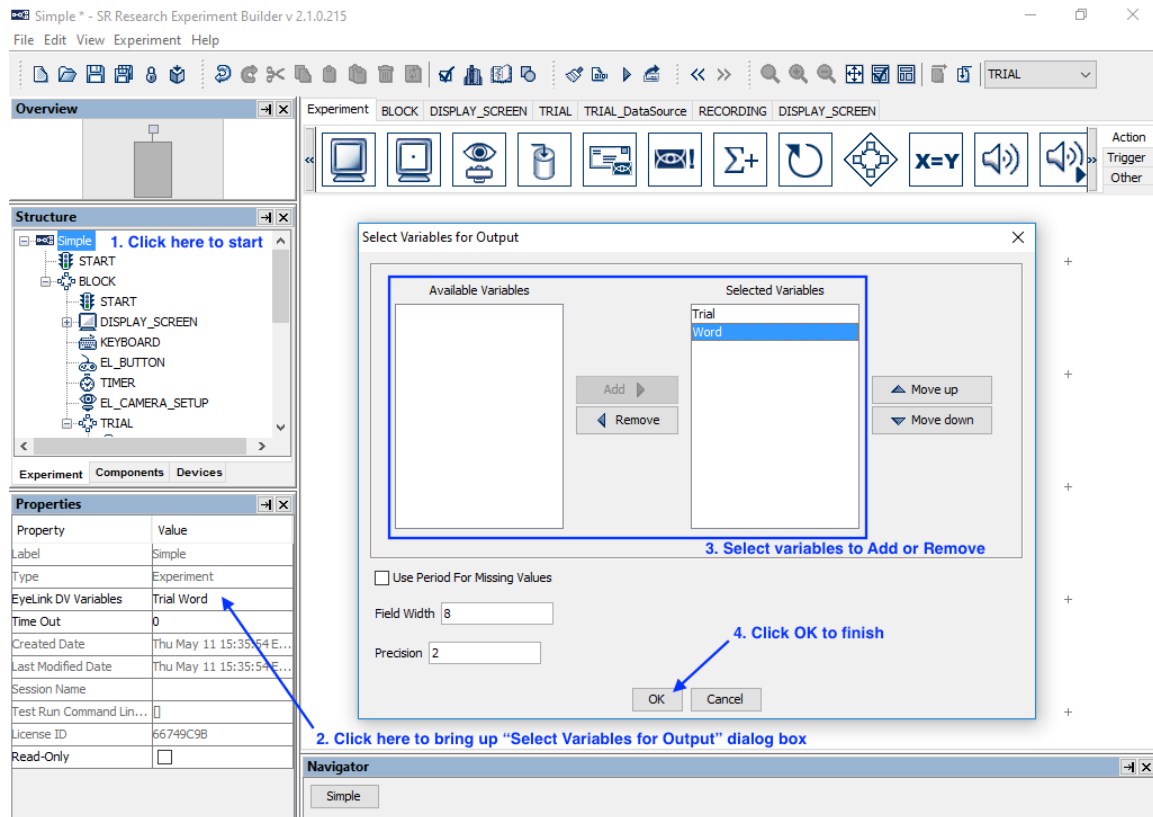 Simple * - SR Research Experiment Builder v 2.1.0.215
File Edit View Experiment Help
TRIAL
Overview
Experiment BLOCK DISPLAY_SCREEN TRIAL TRIAL_DataSource RECORDING DISPLAY_SCREEN
X=Y
Action
Trigger
Other
Structure
Simple 1. Click here to start
START
BLOCK
START
DISPLAY_SCREEN
KEYBOARD
EL_BUTTON
TIMER
EL_CAMERA_SETUP
TRIAL
Experiment Components Devices
Properties
Property Value
Label Simple
Type Experiment
EyeLink DV Variables Trial Word
Time Out 0
Created Date Thu May 11 15:35:54 E...
Last Modified Date Thu May 11 15:35:54 E...
Session Name
Test Run Command Lin... []
License ID 66749C9B
Read-Only
Select Variables for Output
Available Variables Selected Variables
Trial
Word
Add
Remove
Move up
Move down
3. Select variables to Add or Remove
Use Period For Missing Values
Field Width 8
Precision 2
4. Click OK to finish
OK Cancel
2. Click here to bring up “Select Variables for Output” dialog box
Navigator
Simple